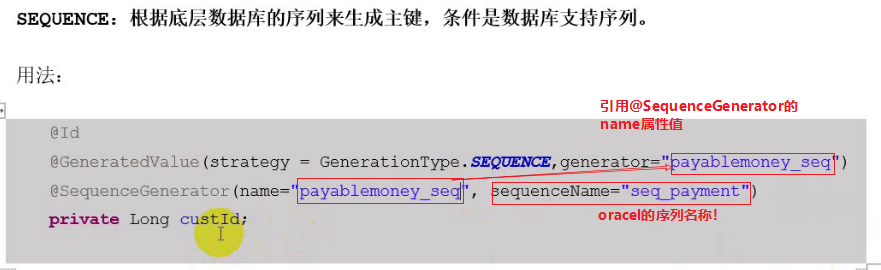 SEQUENCE：根据底层数据库的序列来生成主键，条件是数据库支持序列。
用法：
引用@SequenceGenerator的
name属性值
@Id
@GeneratedValue(strategy = GenerationType.SEQUENCE,generator="payablemoney_seq")
@SequenceGenerator(name="payablemoney_seq", sequenceName="seq_payment")
private Long custId;
oracel的序列名称！